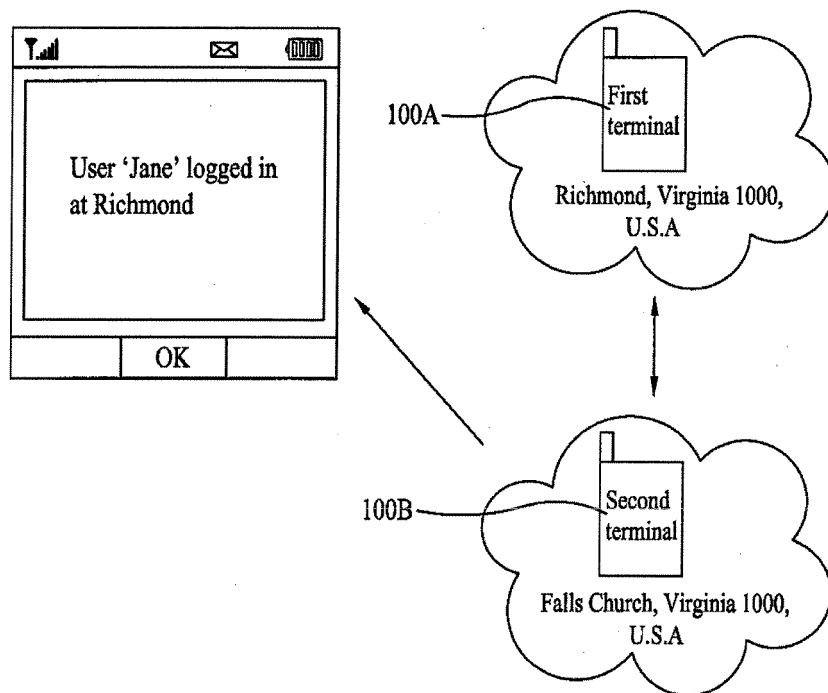 User ‘Jane’ logged in
at Richmond
OK
100A
First
terminal
Richmond, Virginia 1000,
U.S.A
100B
Second
terminal
Falls Church, Virginia 1000,
U.S.A